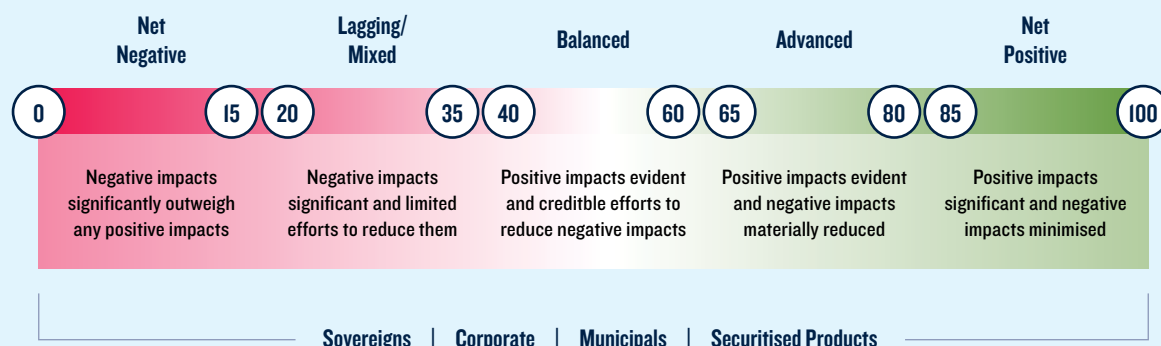 Net
Negative
Lagging/
Mixed
Balanced
Advanced
Net
Positive
0
15
20
35
40
60
65
80
85
100
Negative impacts
significantly outweigh
any positive impacts
Negative impacts
significant and limited
efforts to reduce them
Positive impacts evident
and credible efforts to
reduce negative impacts
Positive impacts evident
and negative impacts
materially reduced
Positive impacts
significant and negative
impacts minimised
Sovereigns | Corporate | Municipals | Securitised Products